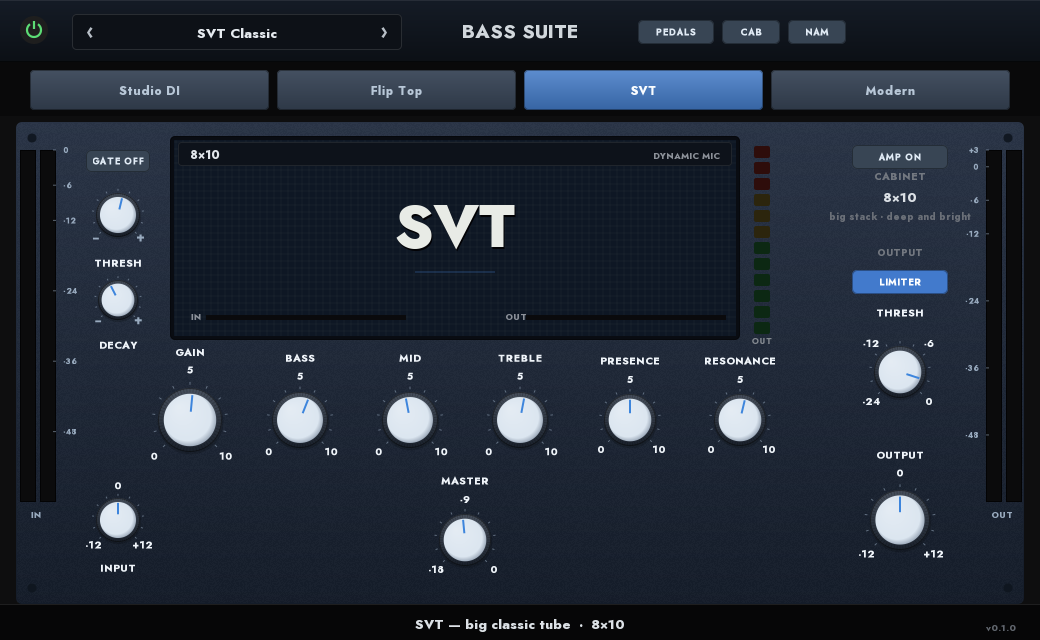 ‹ SVT Classic ›
BASS SUITE
PEDALS
CAB
NAM
Studio DI
Flip Top
SVT
Modern
0
-6
-12
-24
-36
-48
IN
GATE OFF
- +
THRESH
- +
DECAY
8x10
DYNAMIC MIC
SVT
IN
OUT
OUT
AMP ON
CABINET
8x10
big stack · deep and bright
OUTPUT
LIMITER
THRESH
-12 -6
-24 0
+3
0
-6
-12
-24
-36
-48
OUT
GAIN
5
0 10
BASS
5
0 10
MID
5
0 10
TREBLE
5
0 10
PRESENCE
5
0 10
RESONANCE
5
0 10
0
-12 +12
INPUT
MASTER
-9
-18 0
OUTPUT
0
-12 +12
SVT — big classic tube · 8x10
v0.1.0